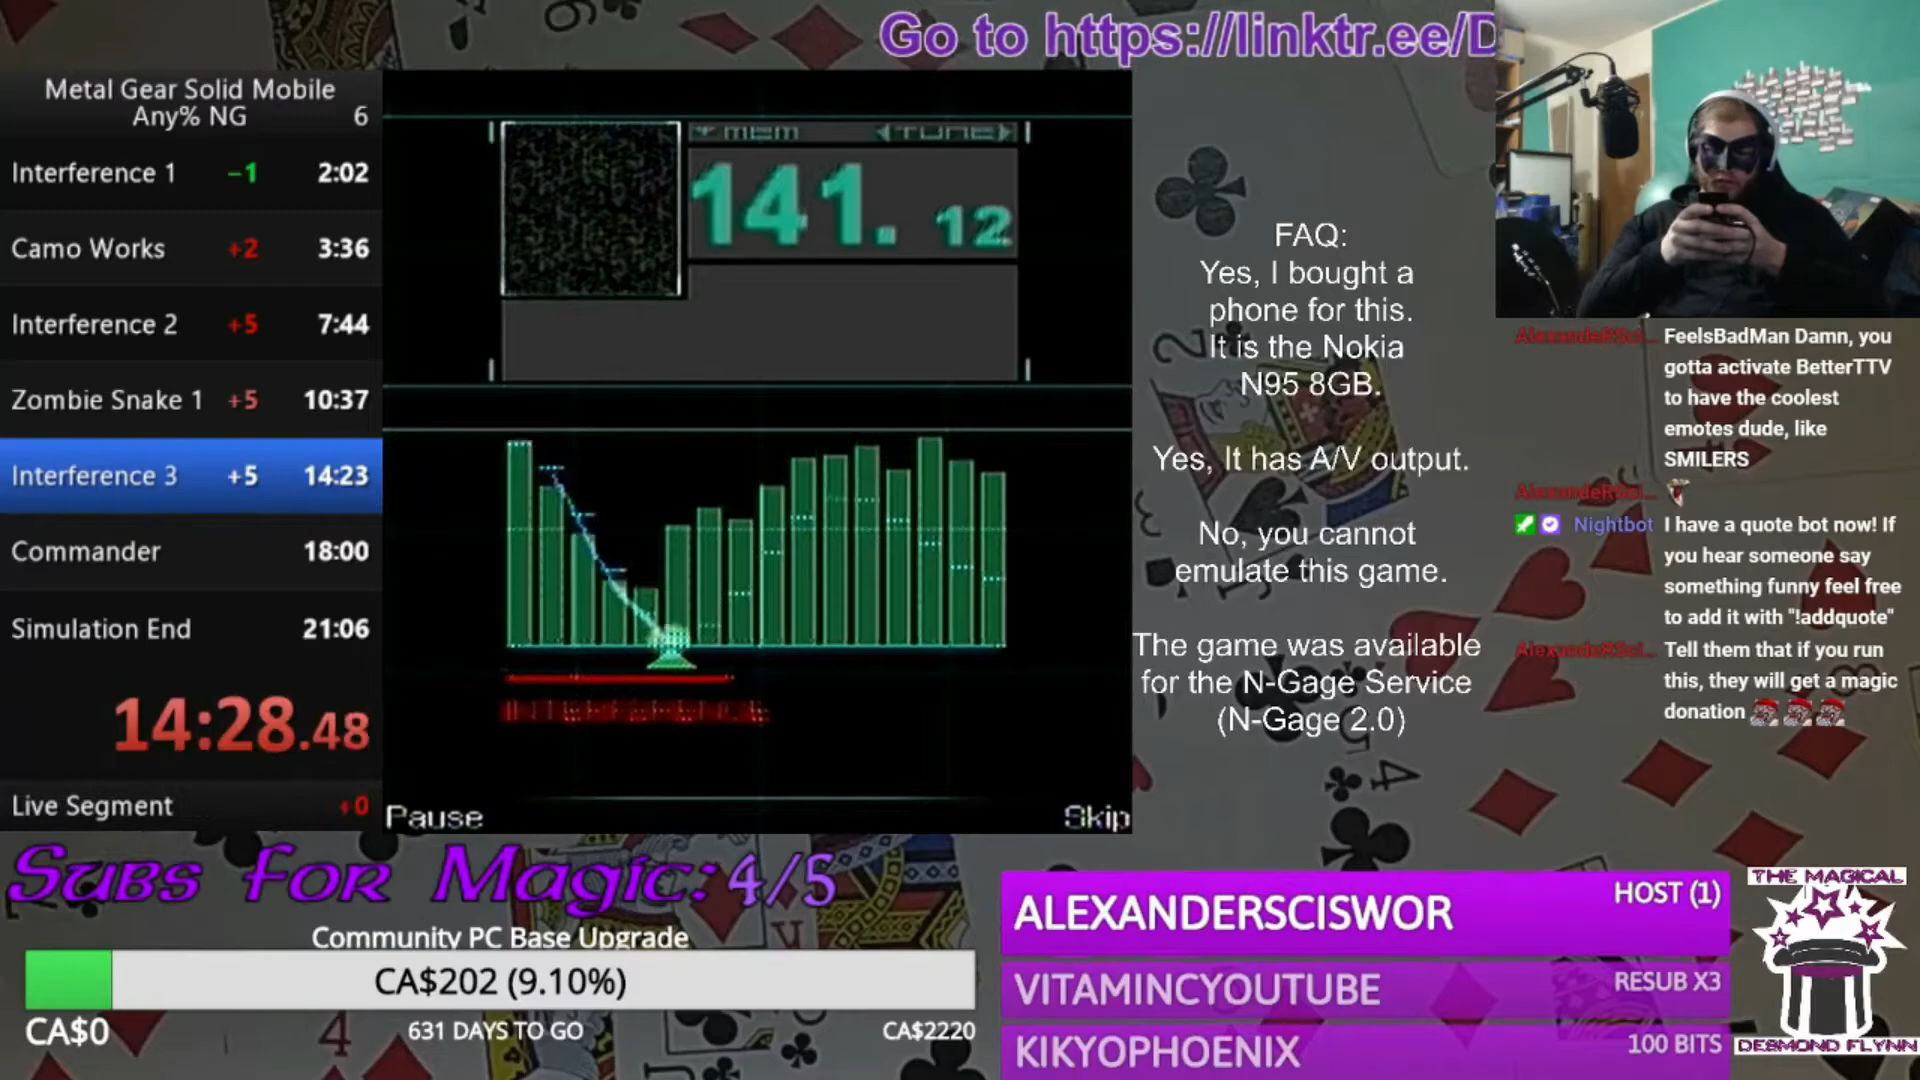 Go to https://linktr.ee/D
Metal Gear Solid Mobile
Any% NG 6
Interference 1 −1 2:02
Camo Works +2 3:36
Interference 2 +5 7:44
Zombie Snake 1 +5 10:37
Interference 3 +5 14:23
Commander 18:00
Simulation End 21:06
14:28.48
Live Segment +0
MEM TUNE
141.12
Pause Skip
FAQ:
Yes, I bought a
phone for this.
It is the Nokia
N95 8GB.
Yes, It has A/V output.
No, you cannot
emulate this game.
The game was available
for the N-Gage Service
(N-Gage 2.0)
AlexandeRSci... FeelsBadMan Damn, you
gotta activate BetterTTV
to have the coolest
emotes dude, like
SMILERS
AlexandeRSci...
Nightbot I have a quote bot now! If
you hear someone say
something funny feel free
to add it with "!addquote"
AlexandeRSci... Tell them that if you run
this, they will get a magic
donation
Subs for Magic: 4/5
Community PC Base Upgrade
CA$202 (9.10%)
CA$0 631 DAYS TO GO CA$2220
ALEXANDERSCISWOR HOST (1)
VITAMINCYOUTUBE RESUB X3
KIKYOPHOENIX 100 BITS
THE MAGICAL
DESMOND FLYNN